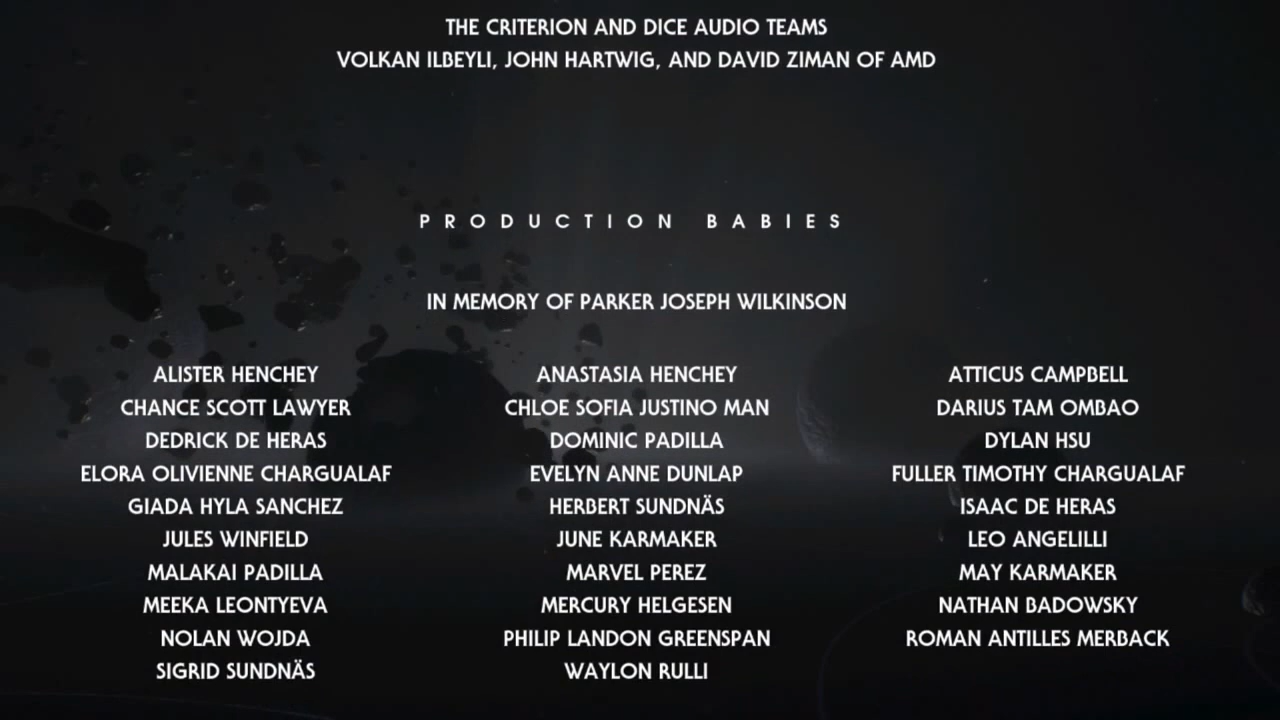 THE CRITERION AND DICE AUDIO TEAMS
VOLKAN ILBEYLI, JOHN HARTWIG, AND DAVID ZIMAN OF AMD
PRODUCTION BABIES
IN MEMORY OF PARKER JOSEPH WILKINSON
ALISTER HENCHEY ANASTASIA HENCHEY ATTICUS CAMPBELL
CHANCE SCOTT LAWYER CHLOE SOFIA JUSTINO MAN DARIUS TAM OMBAO
DEDRICK DE HERAS DOMINIC PADILLA DYLAN HSU
ELORA OLIVIENNE CHARGUALAF EVELYN ANNE DUNLAP FULLER TIMOTHY CHARGUALAF
GIADA HYLA SANCHEZ HERBERT SUNDNÄS ISAAC DE HERAS
JULES WINFIELD JUNE KARMAKER LEO ANGELILLI
MALAKAI PADILLA MARVEL PEREZ MAY KARMAKER
MEEKA LEONTYEVA MERCURY HELGESEN NATHAN BADOWSKY
NOLAN WOJDA PHILIP LANDON GREENSPAN ROMAN ANTILLES MERBACK
SIGRID SUNDNÄS WAYLON RULLI